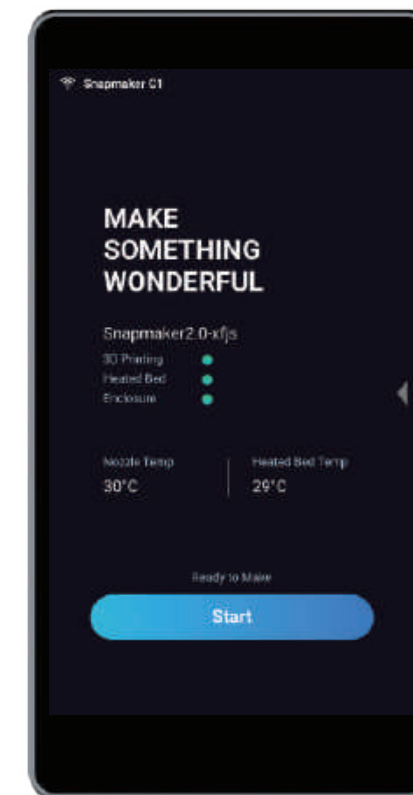 Snapmaker C1
MAKE
SOMETHING
WONDERFUL
Snapmaker2.0-xfjs
3D Printing
Heated Bed
Enclosure
Nozzle Temp
Heated Bed Temp
30°C
29°C
Ready to Make
Start